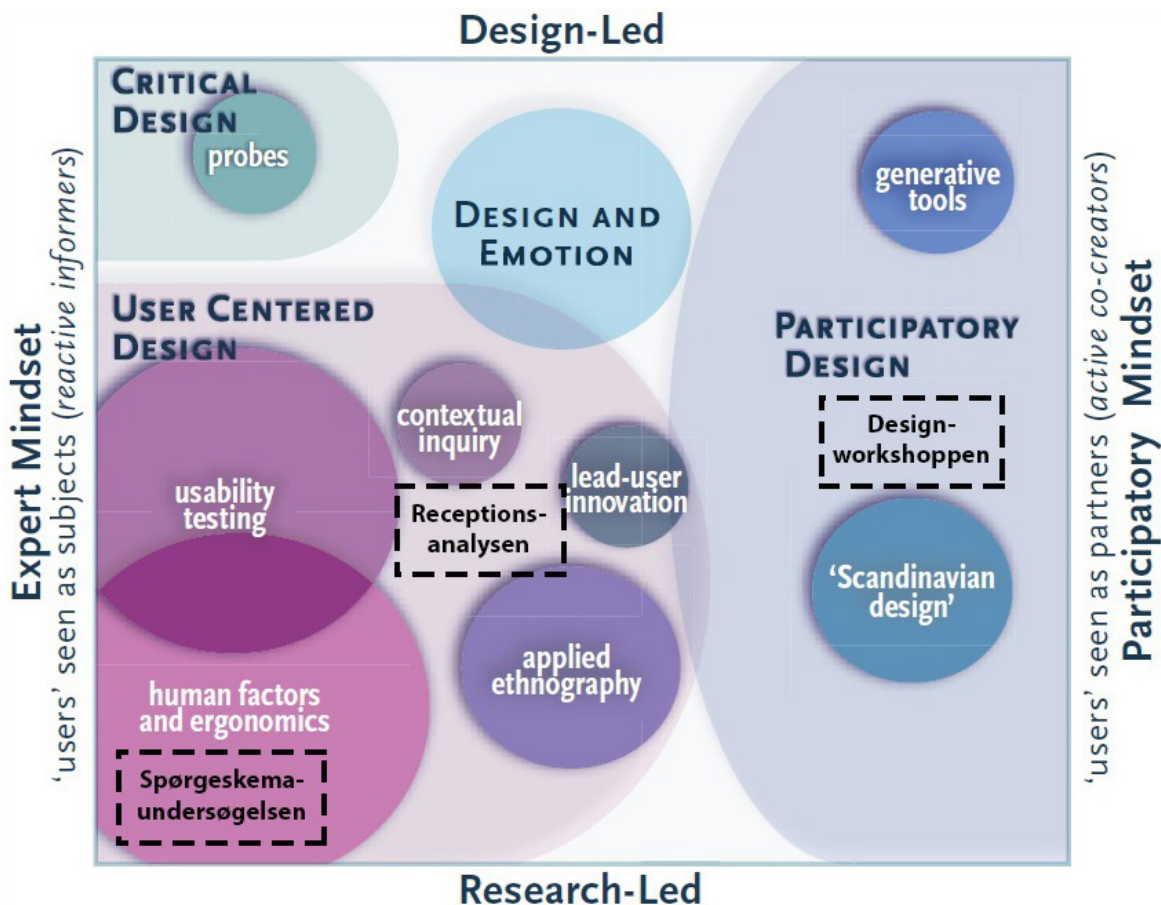 Design-Led
CRITICAL
DESIGN
probes
DESIGN AND
EMOTION
generative
tools
USER CENTERED
DESIGN
PARTICIPATORY
DESIGN
contextual
inquiry
Design-
workshoppen
lead-user
innovation
usability
testing
Receptions-
analysen
'Scandinavian
design'
applied
ethnography
human factors
and ergonomics
Spørgeskema-
undersøgelsen
Expert Mindset
'users' seen as subjects (reactive informers)
'users' seen as partners (active co-creators)
Participatory Mindset
Research-Led